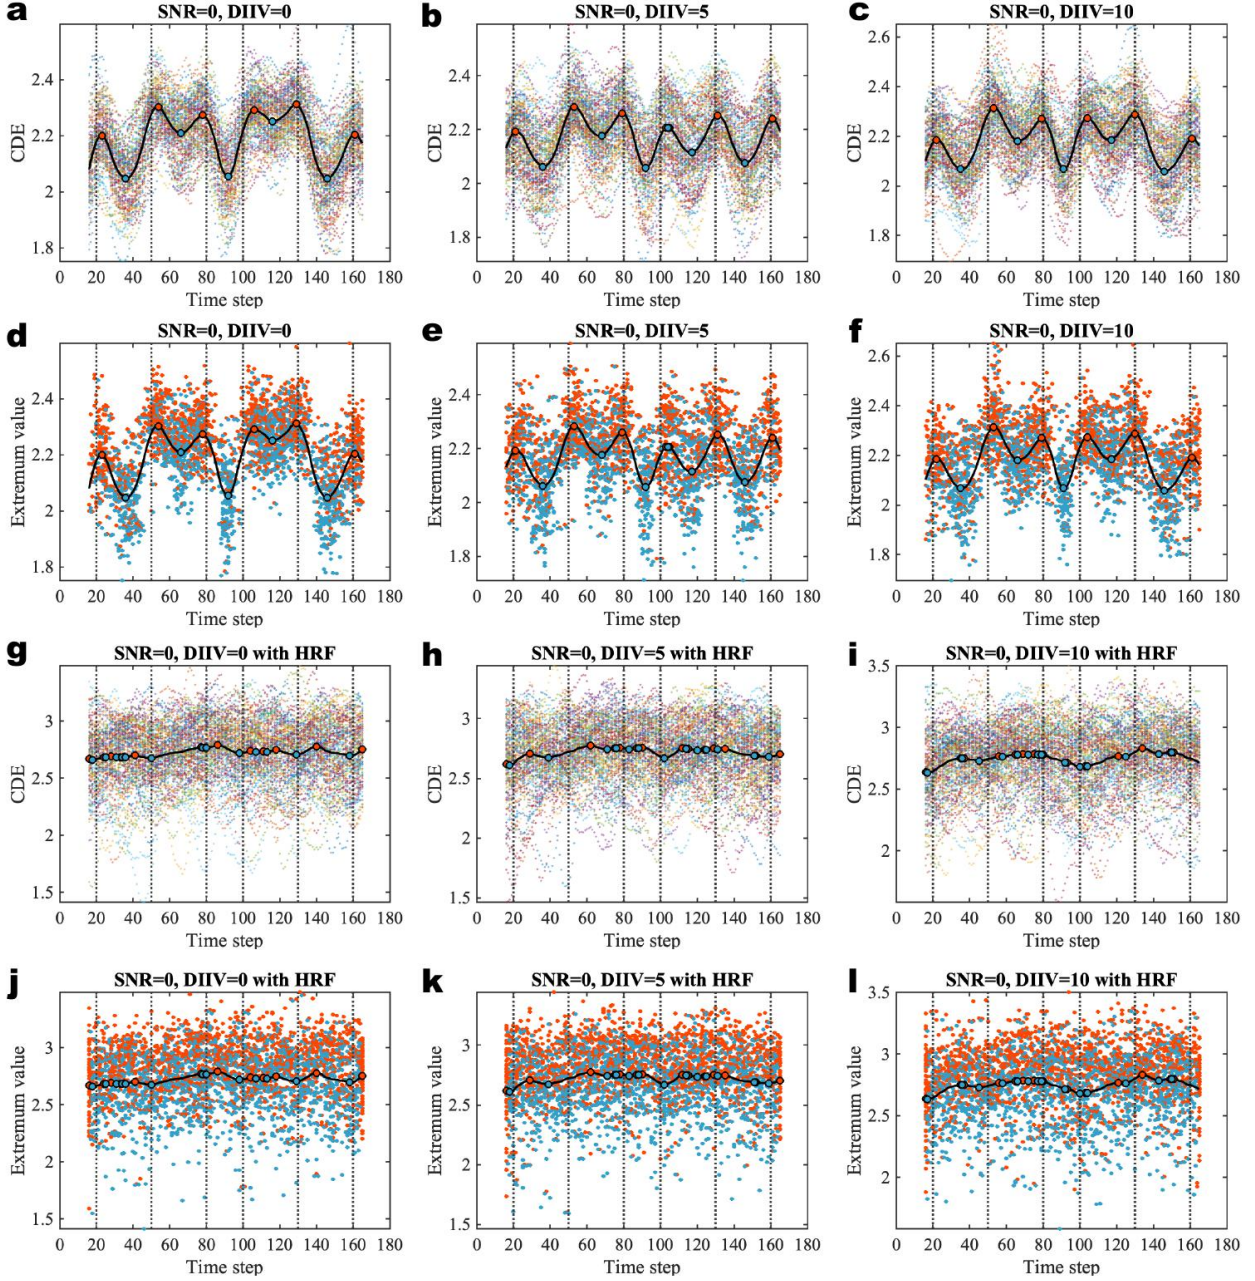 a
SNR=0, DIIV=0
b
SNR=0, DIIV=5
c
SNR=0, DIIV=10
CDE
2.4
2.2
2
1.8
0 20 40 60 80 100 120 140 160 180
Time step
CDE
2.4
2.2
2
1.8
0 20 40 60 80 100 120 140 160 180
Time step
CDE
2.6
2.4
2.2
2
1.8
0 20 40 60 80 100 120 140 160 180
Time step
d
SNR=0, DIIV=0
e
SNR=0, DIIV=5
f
SNR=0, DIIV=10
Extremum value
2.4
2.2
2
1.8
0 20 40 60 80 100 120 140 160 180
Time step
Extremum value
2.4
2.2
2
1.8
0 20 40 60 80 100 120 140 160 180
Time step
Extremum value
2.6
2.4
2.2
2
1.8
0 20 40 60 80 100 120 140 160 180
Time step
g
SNR=0, DIIV=0 with HRF
h
SNR=0, DIIV=5 with HRF
i
SNR=0, DIIV=10 with HRF
CDE
3
2.5
2
1.5
0 20 40 60 80 100 120 140 160 180
Time step
CDE
3
2.5
2
1.5
0 20 40 60 80 100 120 140 160 180
Time step
CDE
3.5
3
2.5
2
0 20 40 60 80 100 120 140 160 180
Time step
j
SNR=0, DIIV=0 with HRF
k
SNR=0, DIIV=5 with HRF
l
SNR=0, DIIV=10 with HRF
Extremum value
3
2.5
2
1.5
0 20 40 60 80 100 120 140 160 180
Time step
Extremum value
3
2.5
2
1.5
0 20 40 60 80 100 120 140 160 180
Time step
Extremum value
3.5
3
2.5
2
0 20 40 60 80 100 120 140 160 180
Time step